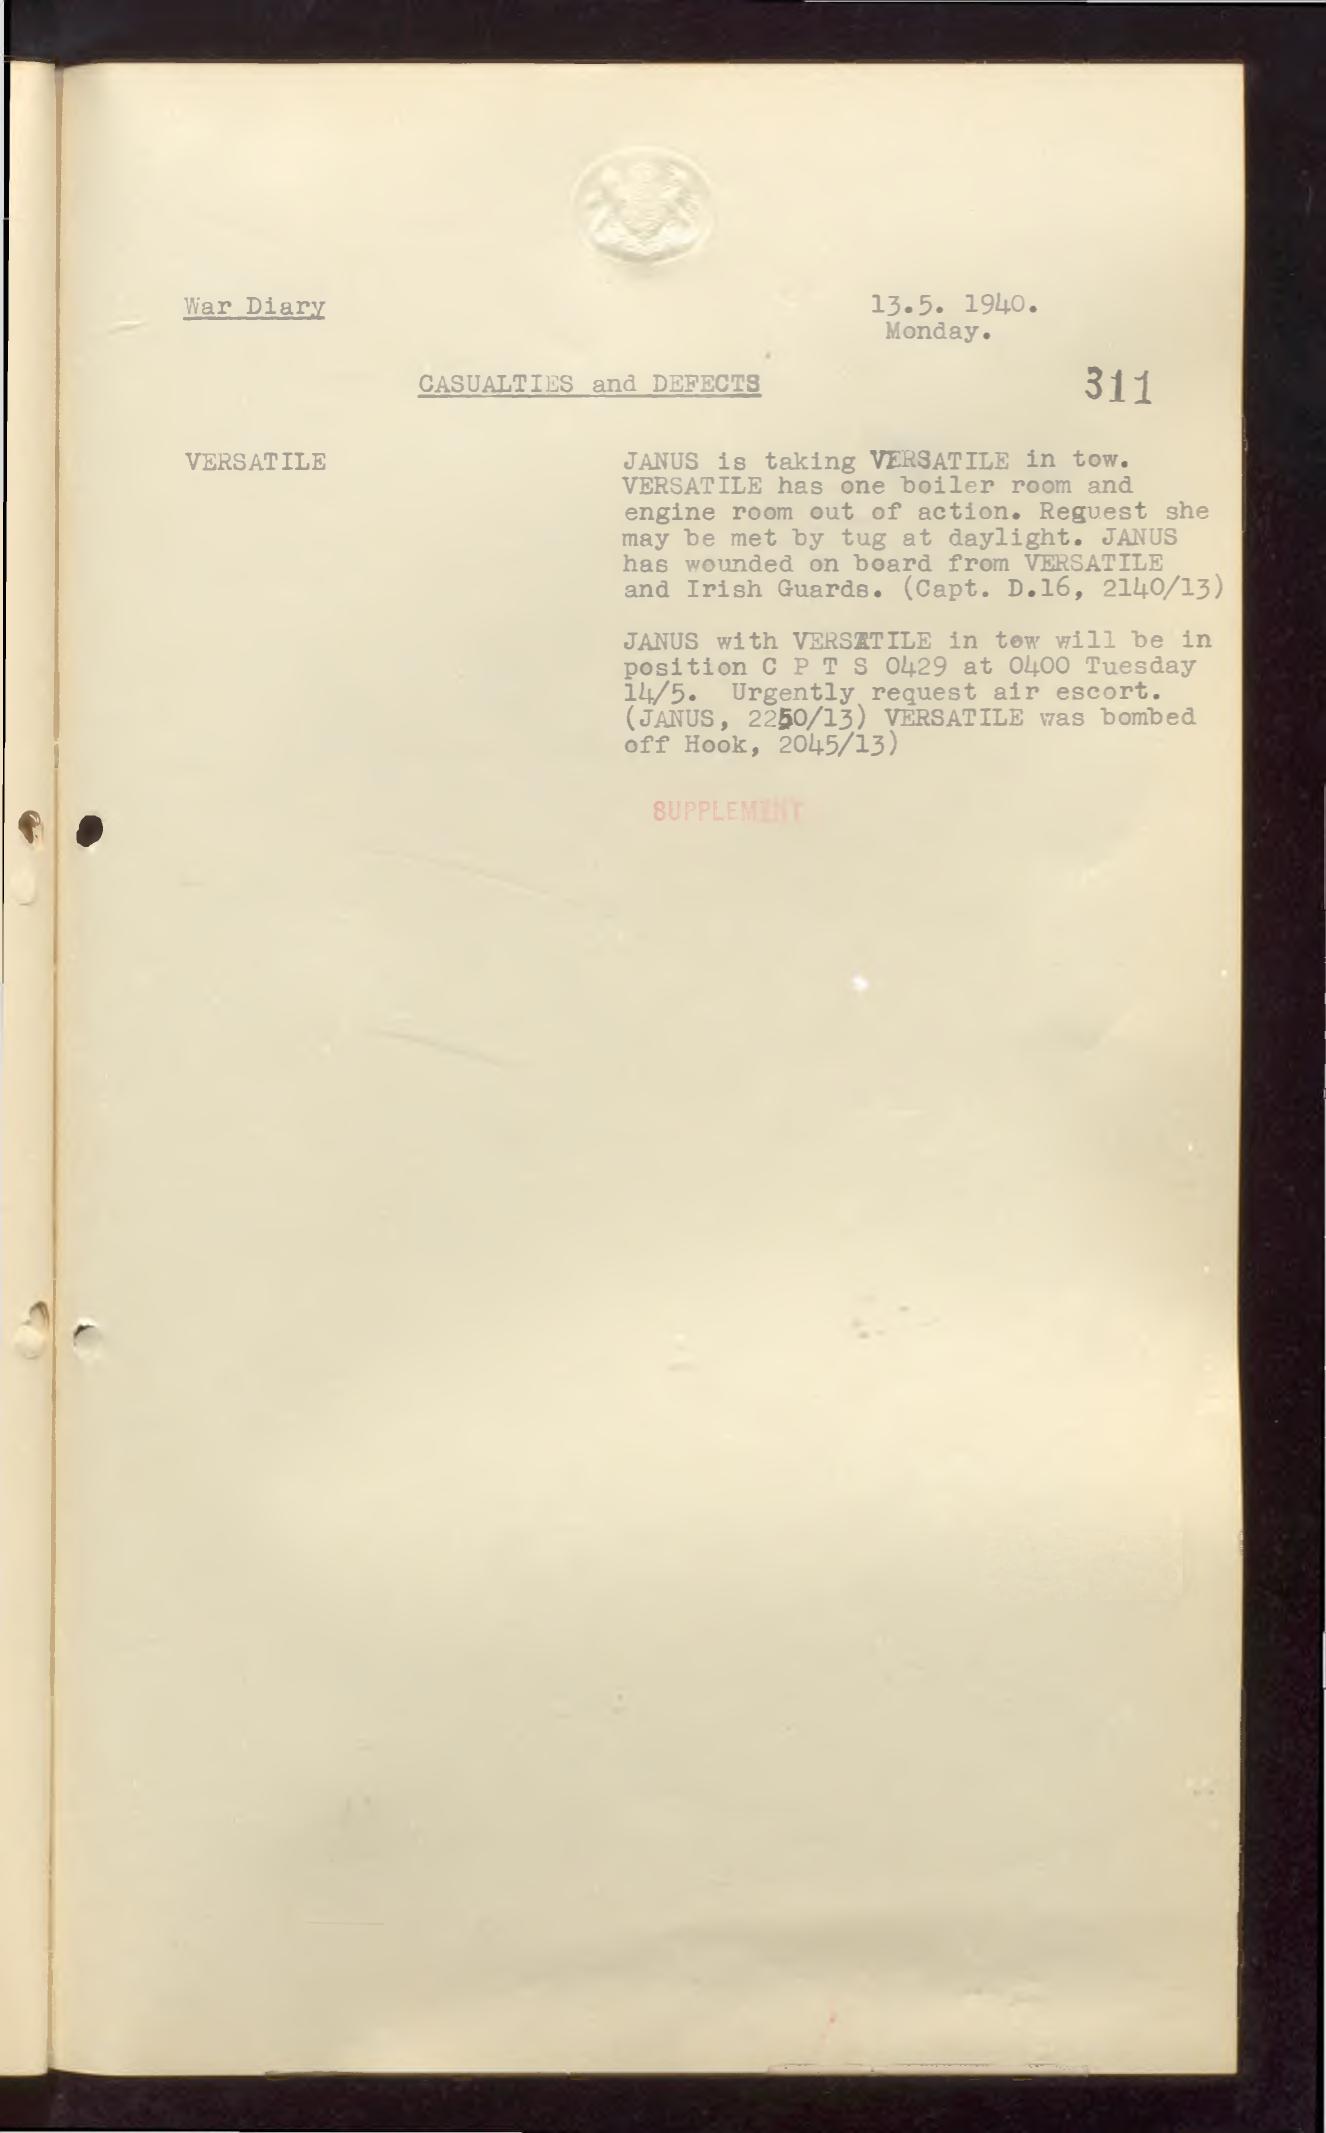 War Diary
13.5. 1940.
Monday.
CASUALTIES and DEFECTS
311
VERSATILE
JANUS is taking VERSATILE in tow.
VERSATILE has one boiler room and
engine room out of action. Reguest she
may be met by tug at daylight. JANUS
has wounded on board from VERSATILE
and Irish Guards. (Capt. D.16, 2140/13)
JANUS with VERSATILE in tow will be in
position C P T S 0429 at 0400 Tuesday
14/5. Urgently request air escort.
(JANUS, 2250/13) VERSATILE was bombed
off Hook, 2045/13)
SUPPLEMENT